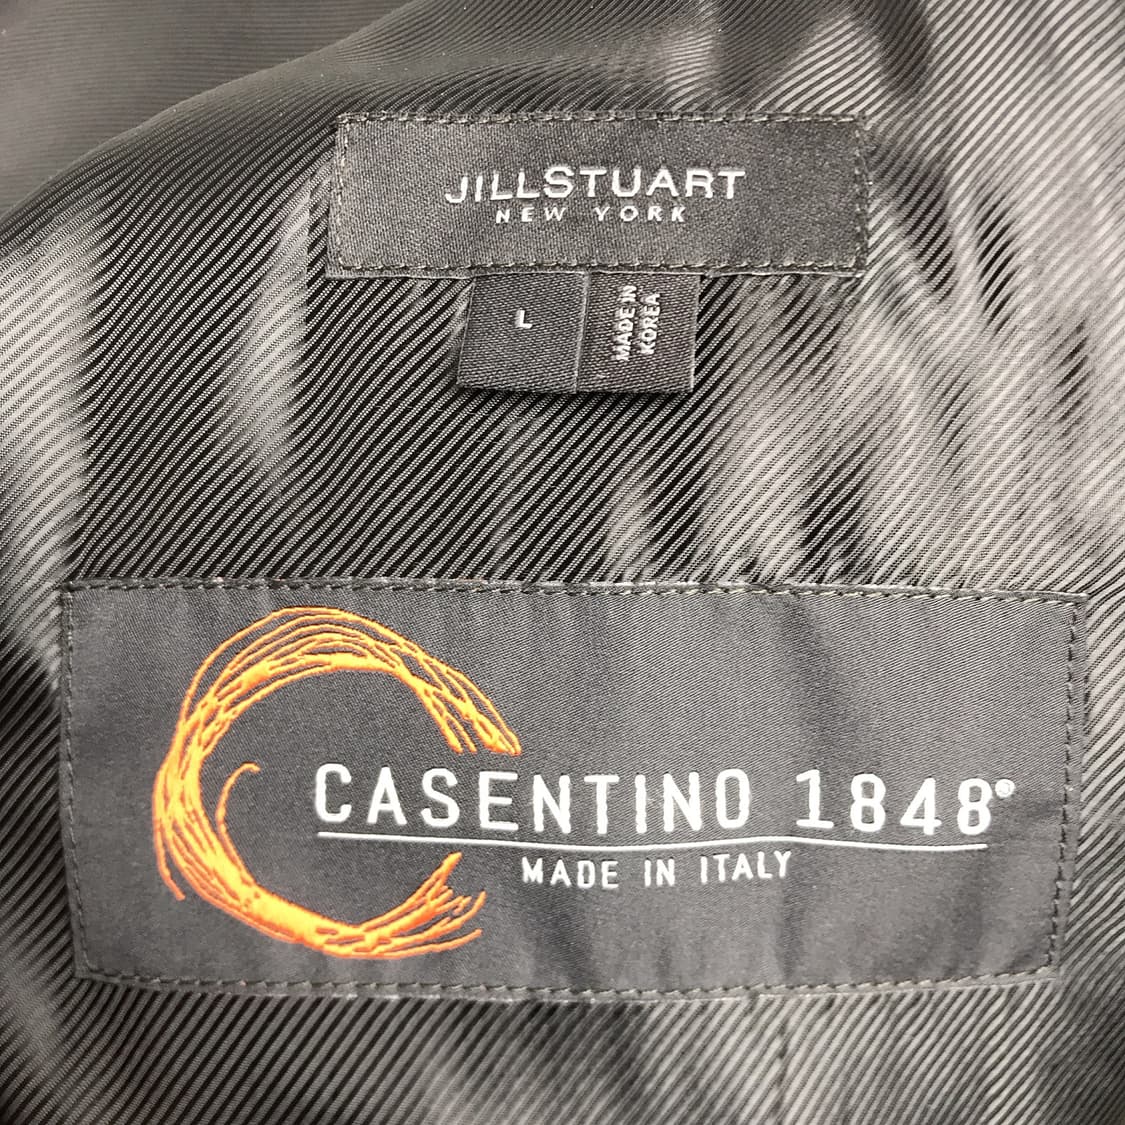 JILLSTUART
NEW YORK
L
MADE IN
KOREA
CASENTINO 1848®
MADE IN ITALY